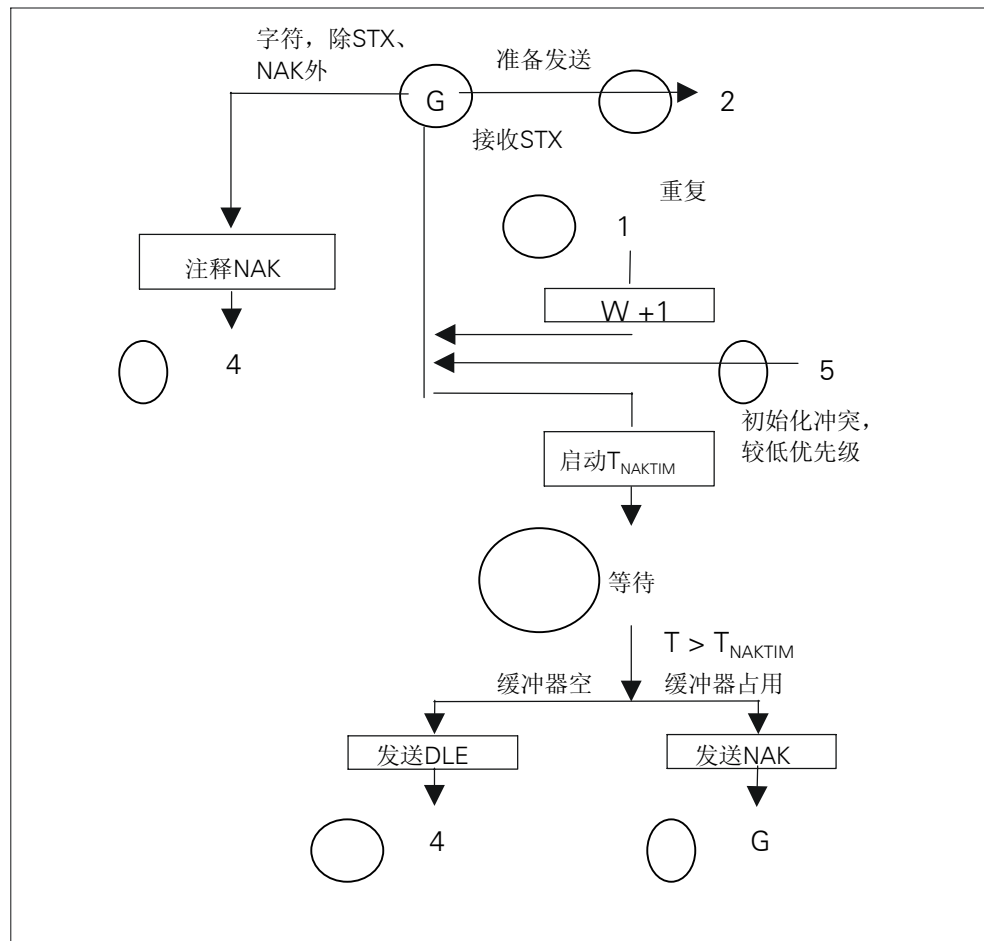 字符，除STX、
NAK外
准备发送
G
2
接收STX
重复
1
注释NAK
W +1
4
5
初始化冲突，
较低优先级
启动T_NAKTIM
等待
T > T_NAKTIM
缓冲器空
缓冲器占用
发送DLE
发送NAK
4
G